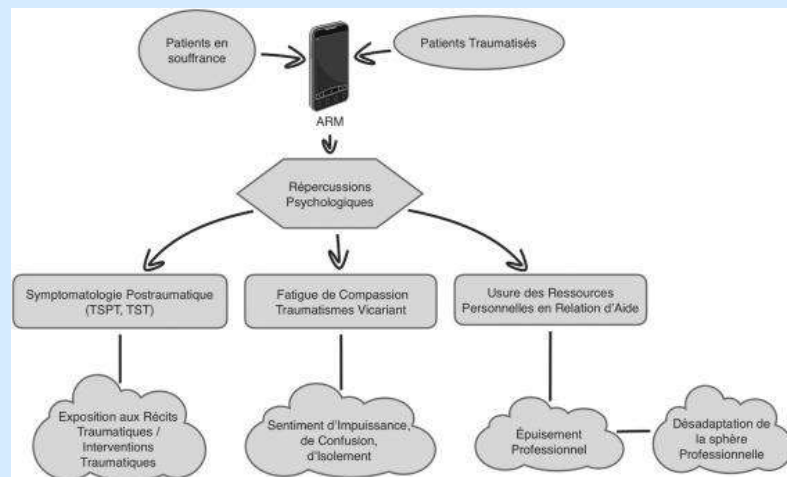 Patients en
souffrance
Patients Traumatisés
ARM
Répercussions
Psychologiques
Symptomatologie Postraumatique
(TSPT, TST)
Fatigue de Compassion
Traumatismes Vicariant
Usure des Ressources
Personnelles en Relation d'Aide
Exposition aux Récits
Traumatiques /
Interventions
Traumatiques
Sentiment d'Impuissance,
de Confusion,
d'Isolement
Épuisement
Professionnel
Désadaptation de
la sphère
Professionnelle